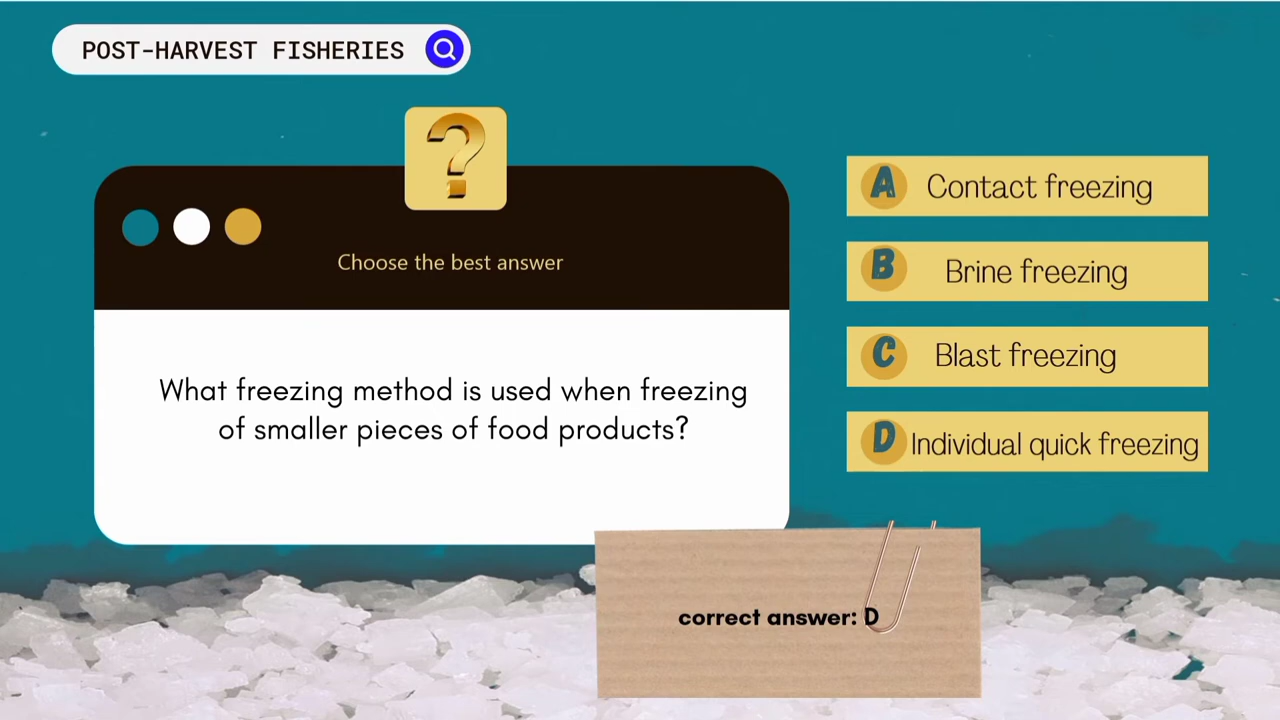 POST-HARVEST FISHERIES
?
Choose the best answer
What freezing method is used when freezing
of smaller pieces of food products?
A Contact freezing
B Brine freezing
C Blast freezing
D Individual quick freezing
correct answer: D